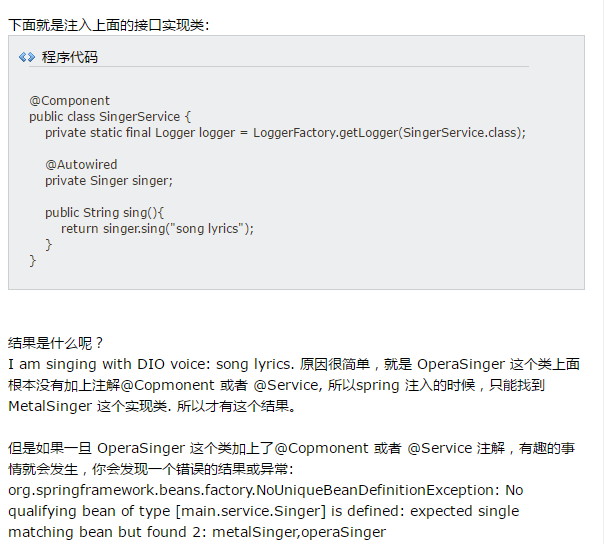 下面就是注入上面的接口实现类:
程序代码
@Component
public class SingerService {
private static final Logger logger = LoggerFactory.getLogger(SingerService.class);
@Autowired
private Singer singer;
public String sing(){
return singer.sing("song lyrics");
}
}
结果是什么呢？
I am singing with DIO voice: song lyrics. 原因很简单，就是 OperaSinger 这个类上面
根本没有加上注解@Copmonent 或者 @Service, 所以spring 注入的时候，只能找到
MetalSinger 这个实现类. 所以才有这个结果。
但是如果一旦 OperaSinger 这个类加上了@Copmonent 或者 @Service 注解，有趣的事
情就会发生，你会发现一个错误的结果或异常:
org.springframework.beans.factory.NoUniqueBeanDefinitionException: No
qualifying bean of type [main.service.Singer] is defined: expected single
matching bean but found 2: metalSinger,operaSinger